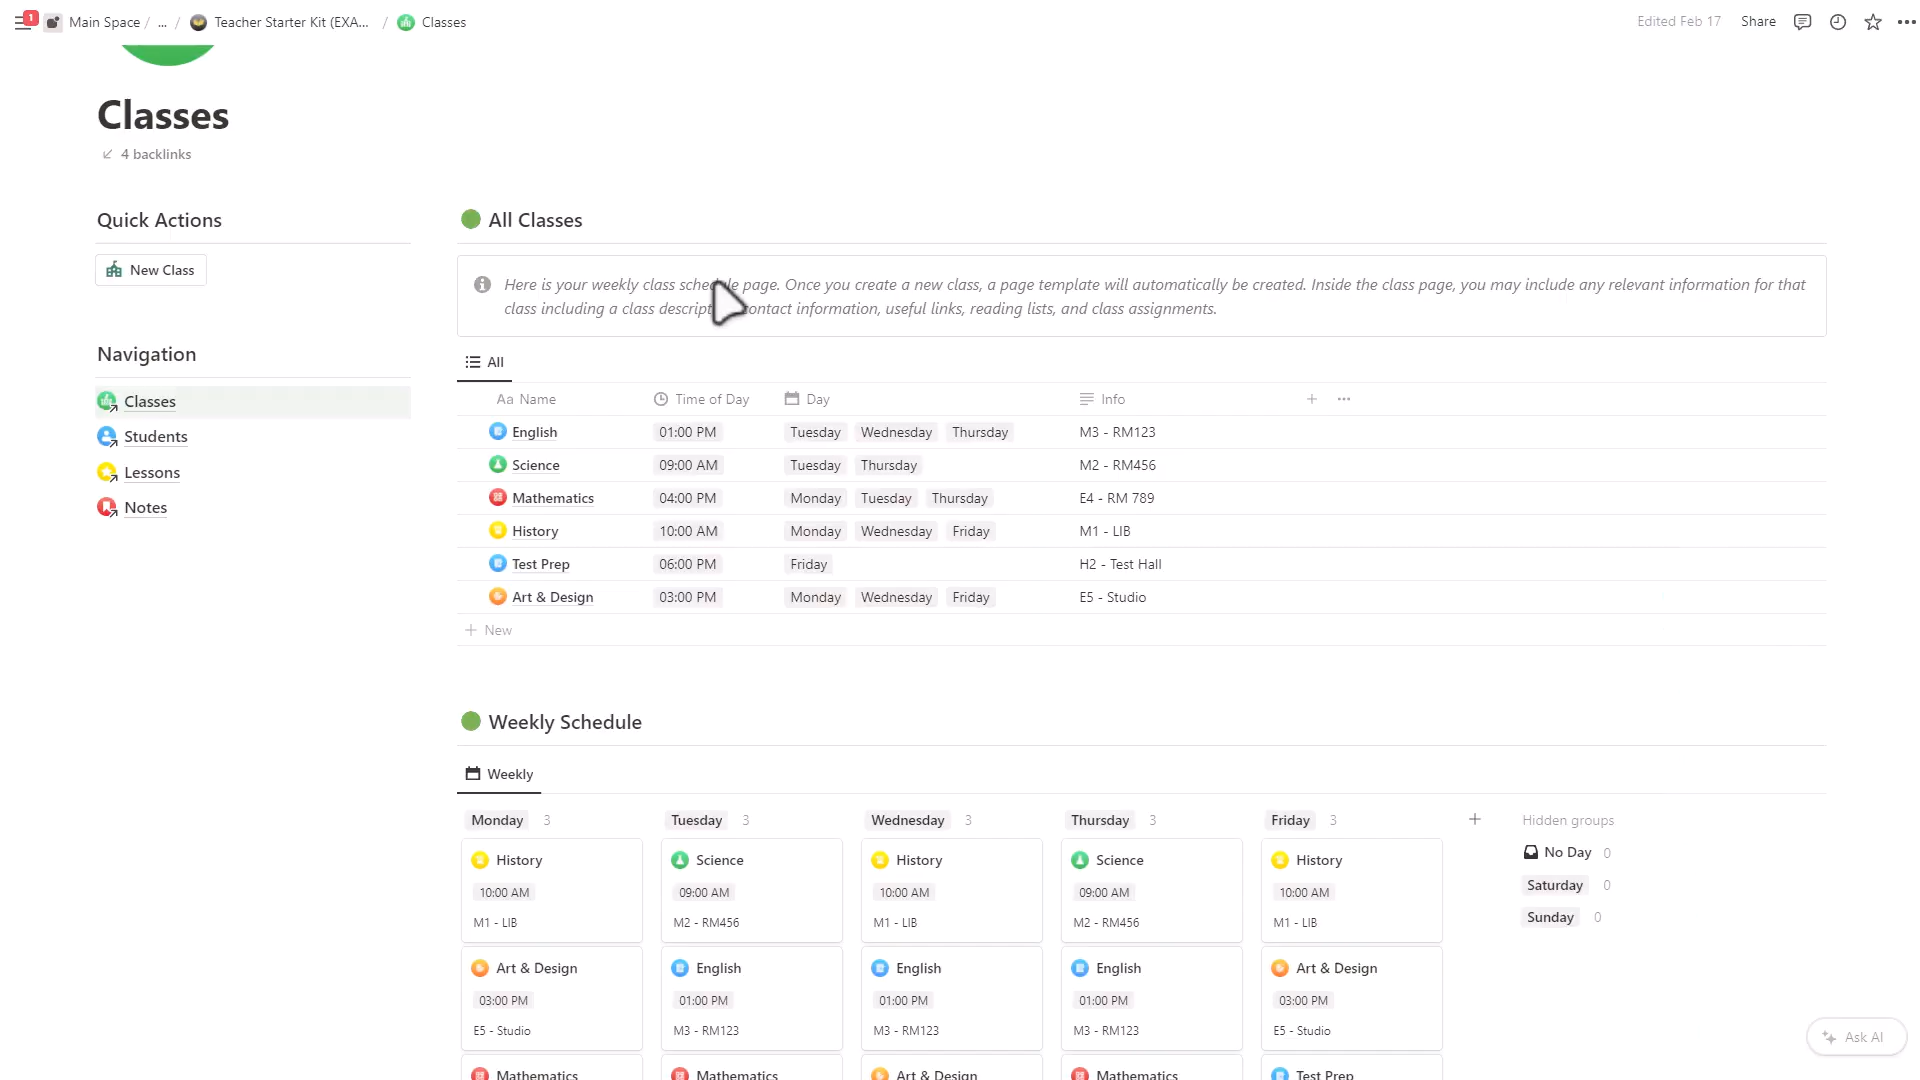 1
Main Space / ... / Teacher Starter Kit (EXA... / Classes
Edited Feb 17 Share
Classes
4 backlinks
Quick Actions
New Class
Navigation
Classes
Students
Lessons
Notes
All Classes
Here is your weekly class schedule page. Once you create a new class, a page template will automatically be created. Inside the class page, you may include any relevant information for that
class including a class descript contact information, useful links, reading lists, and class assignments.
All
Aa Name Time of Day Day Info
English 01:00 PM Tuesday Wednesday Thursday M3 - RM123
Science 09:00 AM Tuesday Thursday M2 - RM456
Mathematics 04:00 PM Monday Tuesday Thursday E4 - RM 789
History 10:00 AM Monday Wednesday Friday M1 - LIB
Test Prep 06:00 PM Friday H2 - Test Hall
Art & Design 03:00 PM Monday Wednesday Friday E5 - Studio
+ New
Weekly Schedule
Weekly
Monday 3 Tuesday 3 Wednesday 3 Thursday 3 Friday 3 + Hidden groups
History Science History Science History
10:00 AM 09:00 AM 10:00 AM 09:00 AM 10:00 AM
M1 - LIB M2 - RM456 M1 - LIB M2 - RM456 M1 - LIB
No Day 0
Saturday 0
Sunday 0
Art & Design English English English Art & Design
03:00 PM 01:00 PM 01:00 PM 01:00 PM 03:00 PM
E5 - Studio M3 - RM123 M3 - RM123 M3 - RM123 E5 - Studio
Mathematics Mathematics Art & Design Mathematics Test Prep
Ask AI